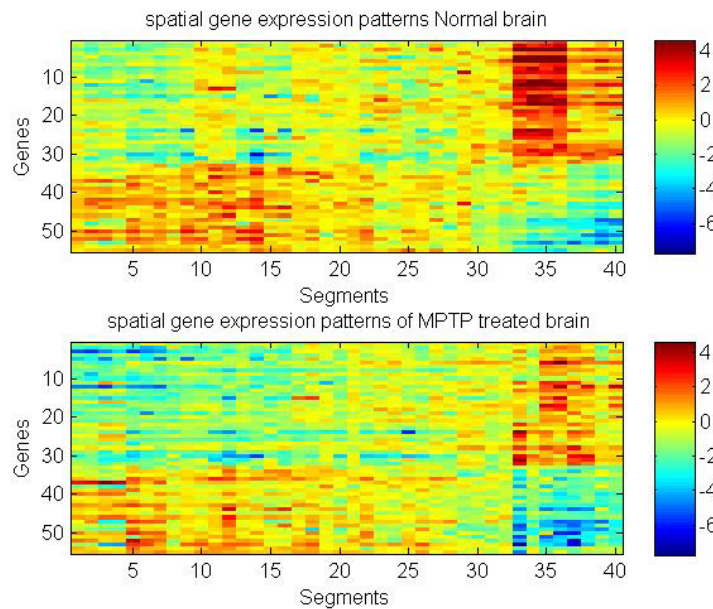 spatial gene expression patterns Normal brain
10
20
30
40
50
Genes
5 10 15 20 25 30 35 40
Segments
4
2
0
-2
-4
-6
spatial gene expression patterns of MPTP treated brain
10
20
30
40
50
Genes
5 10 15 20 25 30 35 40
Segments
4
2
0
-2
-4
-6